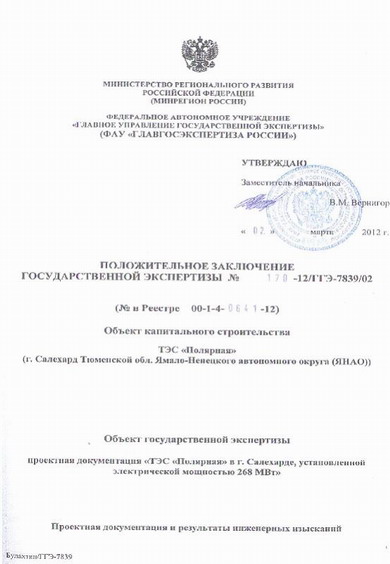 МИНИСТЕРСТВО РЕГИОНАЛЬНОГО РАЗВИТИЯ
РОССИЙСКОЙ ФЕДЕРАЦИИ
(МИНРЕГИОН РОССИИ)
ФЕДЕРАЛЬНОЕ АВТОНОМНОЕ УЧРЕЖДЕНИЕ
«ГЛАВНОЕ УПРАВЛЕНИЕ ГОСУДАРСТВЕННОЙ ЭКСПЕРТИЗЫ»
(ФАУ «ГЛАВГОСЭКСПЕРТИЗА РОССИИ»)
УТВЕРЖДАЮ
Заместитель начальника
В.М. Вернигор
« 02 » марта 2012 г.
ПОЛОЖИТЕЛЬНОЕ ЗАКЛЮЧЕНИЕ
ГОСУДАРСТВЕННОЙ ЭКСПЕРТИЗЫ № 170 -12/ГГЭ-7839/02
(№ в Реестре 00-1-4- 0641 -12)
Объект капитального строительства
ТЭС «Полярная»
(г. Салехард Тюменской обл. Ямало-Ненецкого автономного округа (ЯНАО))
Объект государственной экспертизы
проектная документация «ТЭС «Полярная» в г. Салехарде, установленной
электрической мощностью 268 МВт»
Проектная документация и результаты инженерных изысканий
Булахтин/ГГЭ-7839